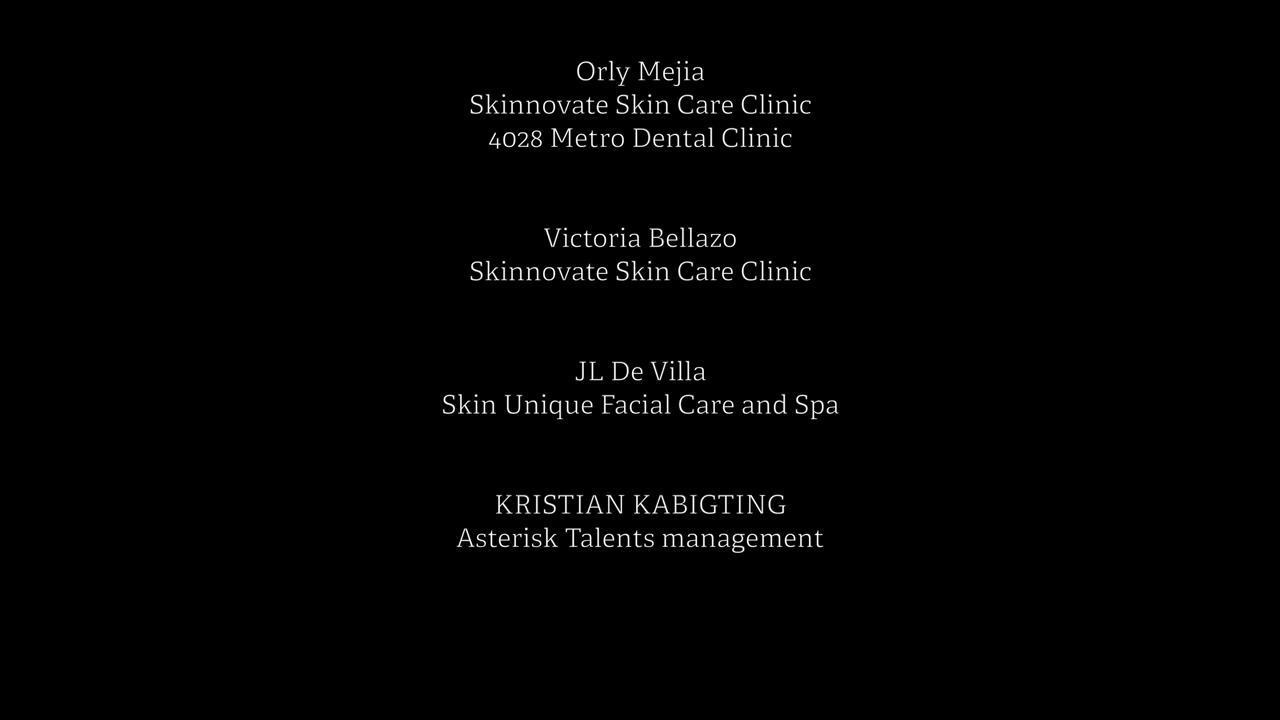 Orly Mejia
Skinnovate Skin Care Clinic
4028 Metro Dental Clinic
Victoria Bellazo
Skinnovate Skin Care Clinic
JL De Villa
Skin Unique Facial Care and Spa
KRISTIAN KABIGTING
Asterisk Talents management